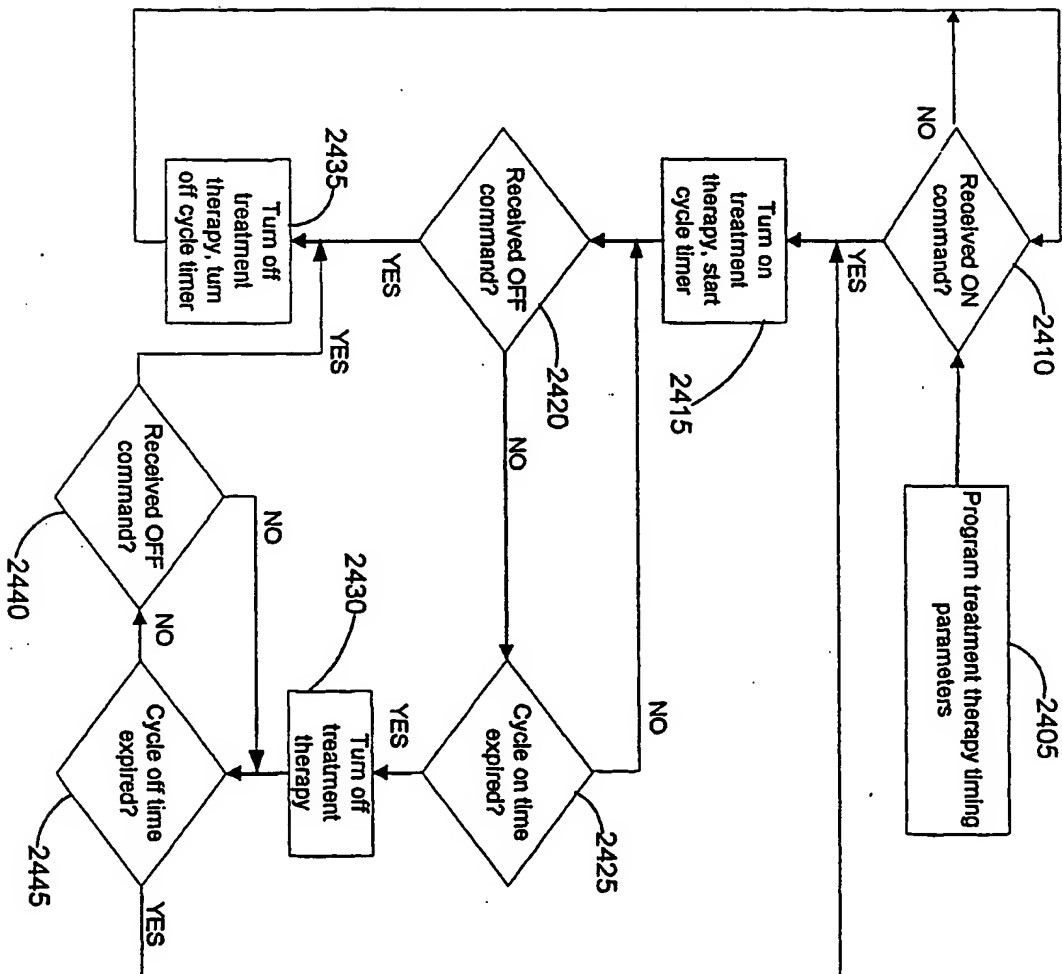 Program treatment therapy timing
parameters
2405
Received ON
command?
2410
NO
YES
Turn on
treatment
therapy, start
cycle timer
2415
Received OFF
command?
2420
NO
YES
Cycle on time
expired?
2425
NO
YES
Turn off
treatment
therapy
2430
Turn off
treatment
therapy, turn
off cycle timer
2435
YES
Received OFF
command?
2440
NO
NO
Cycle off time
expired?
2445
YES